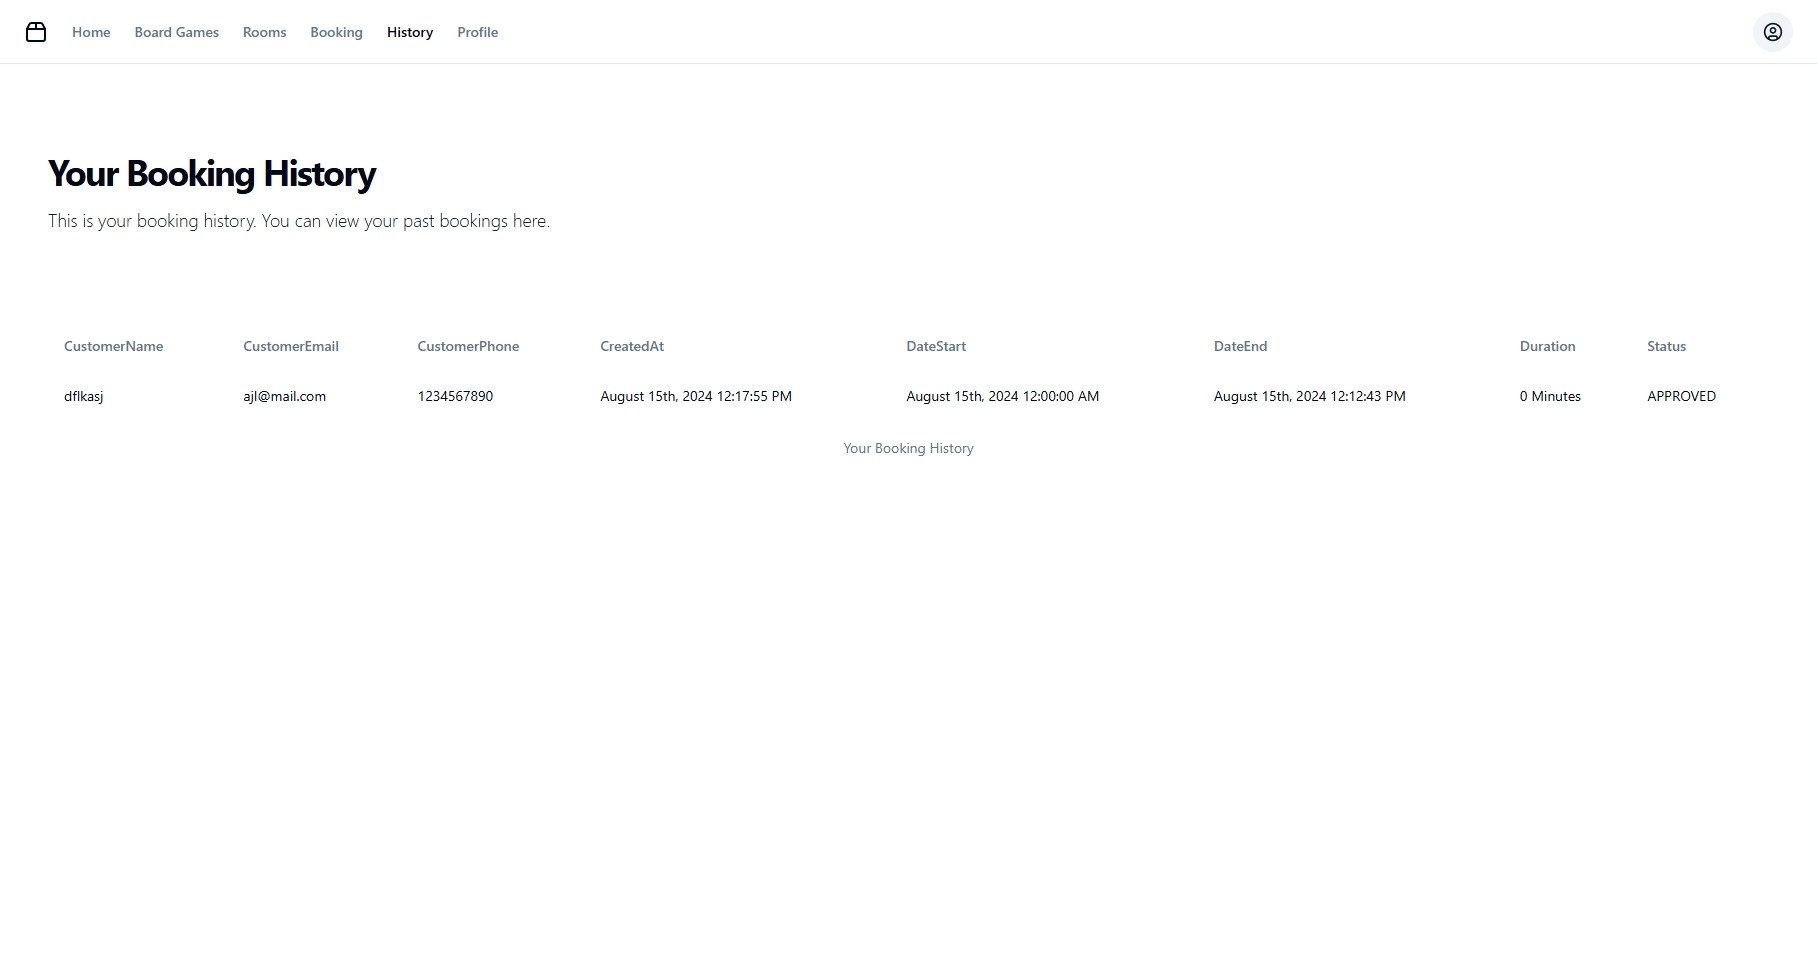 Home Board Games Rooms Booking History Profile
Your Booking History
This is your booking history. You can view your past bookings here.
CustomerName CustomerEmail CustomerPhone CreatedAt DateStart DateEnd Duration Status
dflkasj ajl@mail.com 1234567890 August 15th, 2024 12:17:55 PM August 15th, 2024 12:00:00 AM August 15th, 2024 12:12:43 PM 0 Minutes APPROVED
Your Booking History